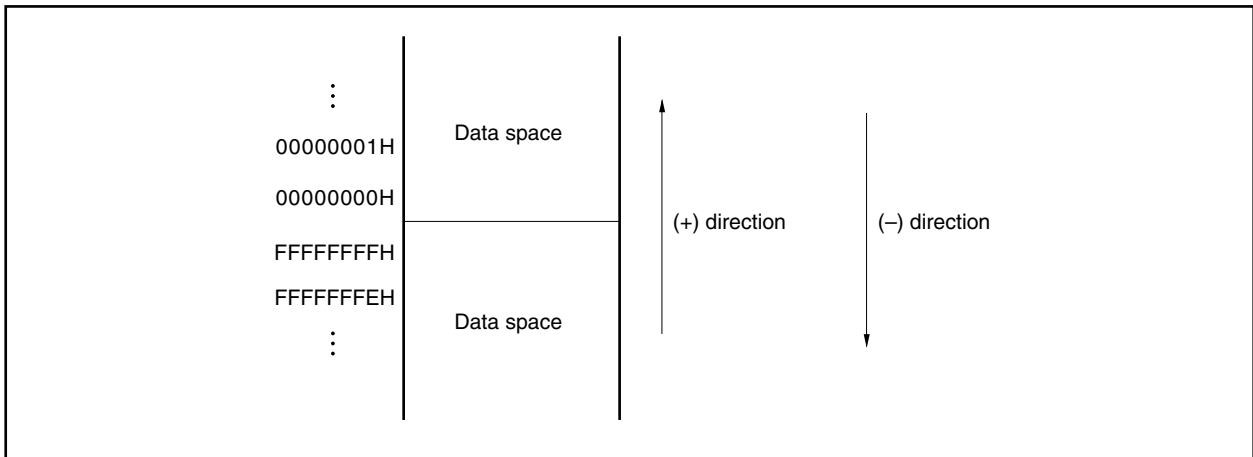 ⋮
00000001H
Data space
00000000H
(+) direction
(–) direction
FFFFFFFFH
FFFFFFFEH
Data space
⋮